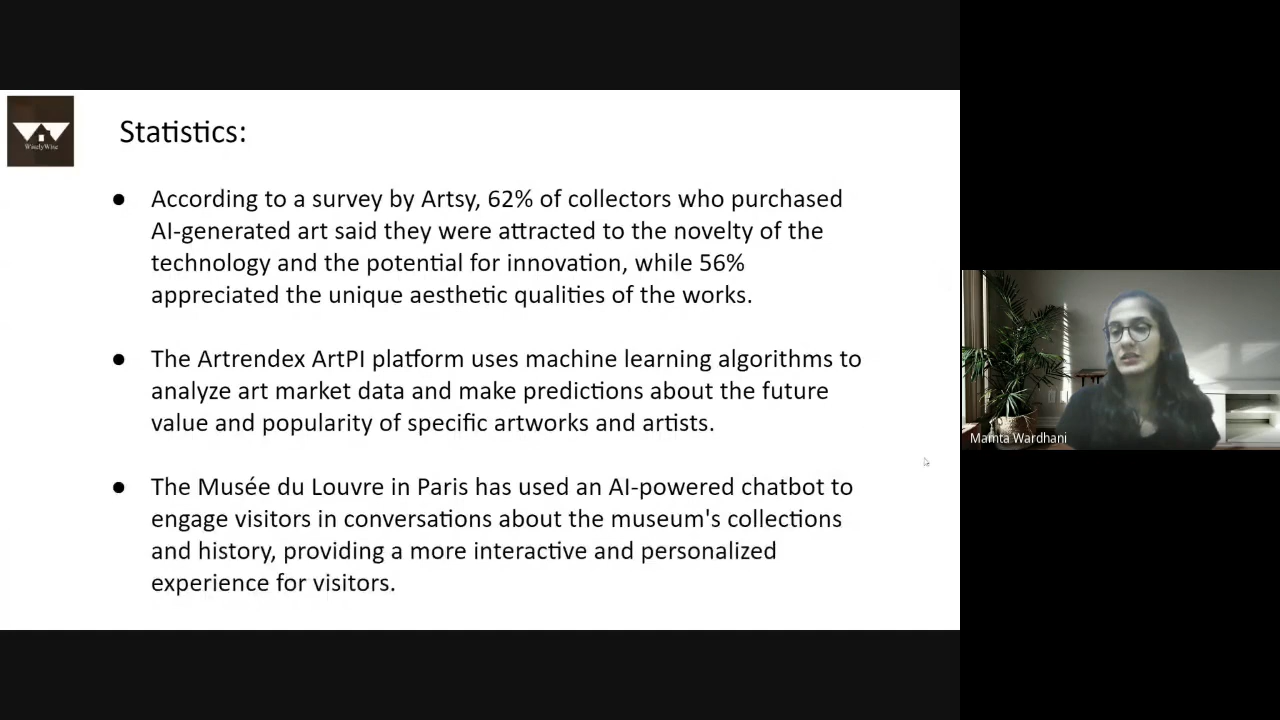 WiselyWise
Statistics:
● According to a survey by Artsy, 62% of collectors who purchased
AI-generated art said they were attracted to the novelty of the
technology and the potential for innovation, while 56%
appreciated the unique aesthetic qualities of the works.
● The Artrendex ArtPI platform uses machine learning algorithms to
analyze art market data and make predictions about the future
value and popularity of specific artworks and artists.
● The Musée du Louvre in Paris has used an AI-powered chatbot to
engage visitors in conversations about the museum's collections
and history, providing a more interactive and personalized
experience for visitors.
Mamta Wardhani